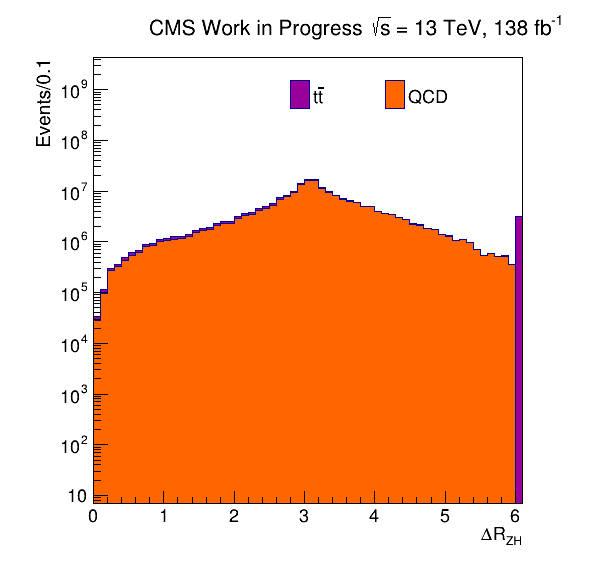 CMS Work in Progress √s = 13 TeV, 138 fb⁻¹
Events/0.1
tt̄ QCD
10⁹
10⁸
10⁷
10⁶
10⁵
10⁴
10³
10²
10
0 1 2 3 4 5 6
ΔR_ZH